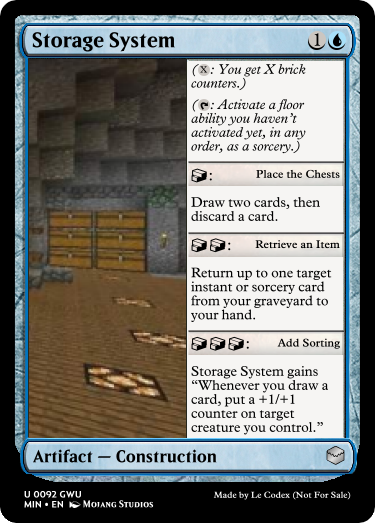 Storage System 1
(X: You get X brick
counters.)
(: Activate a floor
ability you haven't
activated yet, in any
order, as a sorcery.)
: Place the Chests
Draw two cards, then
discard a card.
: Retrieve an Item
Return up to one target
instant or sorcery card
from your graveyard to
your hand.
: Add Sorting
Storage System gains
“Whenever you draw a
card, put a +1/+1
counter on target
creature you control.”
Artifact — Construction
U 0092 GWU
MIN • EN Mojang Studios
Made by Le Codex (Not For Sale)